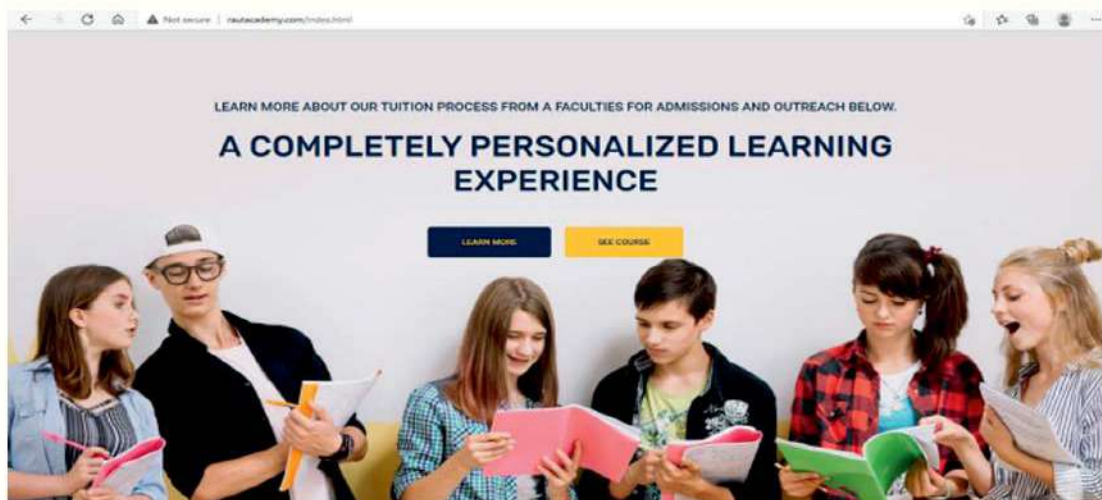 Not secure | rautacademy.com/index.html
LEARN MORE ABOUT OUR TUITION PROCESS FROM A FACULTIES FOR ADMISSIONS AND OUTREACH BELOW.
A COMPLETELY PERSONALIZED LEARNING
EXPERIENCE
LEARN MORE
SEE COURSE